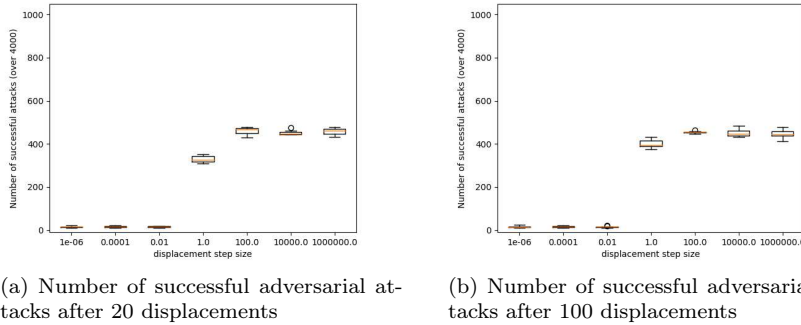 1000
800
600
400
200
0
Number of successful attacks (over 4000)
1e-06 0.0001 0.01 1.0 100.0 10000.0 1000000.0
displacement step size
(a) Number of successful adversarial at-
tacks after 20 displacements
1000
800
600
400
200
0
Number of successful attacks (over 4000)
1e-06 0.0001 0.01 1.0 100.0 10000.0 1000000.0
displacement step size
(b) Number of successful adversaria
tacks after 100 displacements